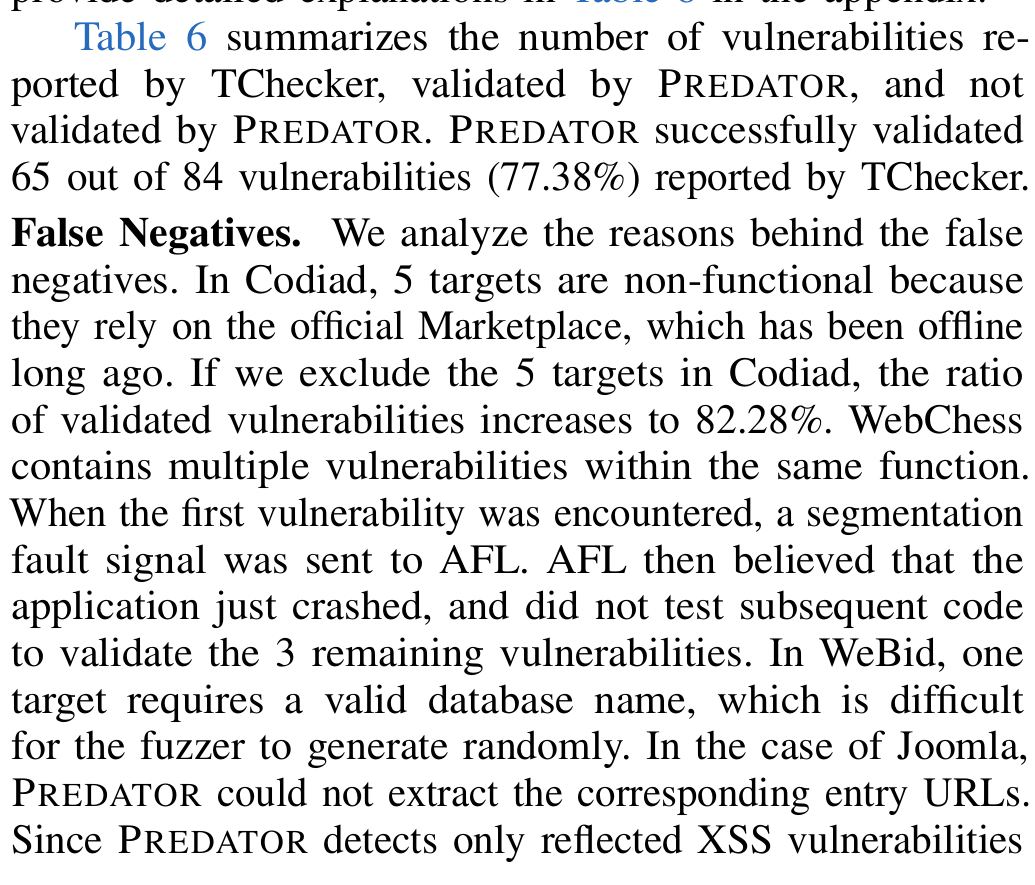 provide detailed explanations in Table 8 in the appendix.
Table 6 summarizes the number of vulnerabilities re-
ported by TChecker, validated by PREDATOR, and not
validated by PREDATOR. PREDATOR successfully validated
65 out of 84 vulnerabilities (77.38%) reported by TChecker.
False Negatives. We analyze the reasons behind the false
negatives. In Codiad, 5 targets are non-functional because
they rely on the official Marketplace, which has been offline
long ago. If we exclude the 5 targets in Codiad, the ratio
of validated vulnerabilities increases to 82.28%. WebChess
contains multiple vulnerabilities within the same function.
When the first vulnerability was encountered, a segmentation
fault signal was sent to AFL. AFL then believed that the
application just crashed, and did not test subsequent code
to validate the 3 remaining vulnerabilities. In WeBid, one
target requires a valid database name, which is difficult
for the fuzzer to generate randomly. In the case of Joomla,
PREDATOR could not extract the corresponding entry URLs.
Since PREDATOR detects only reflected XSS vulnerabilities